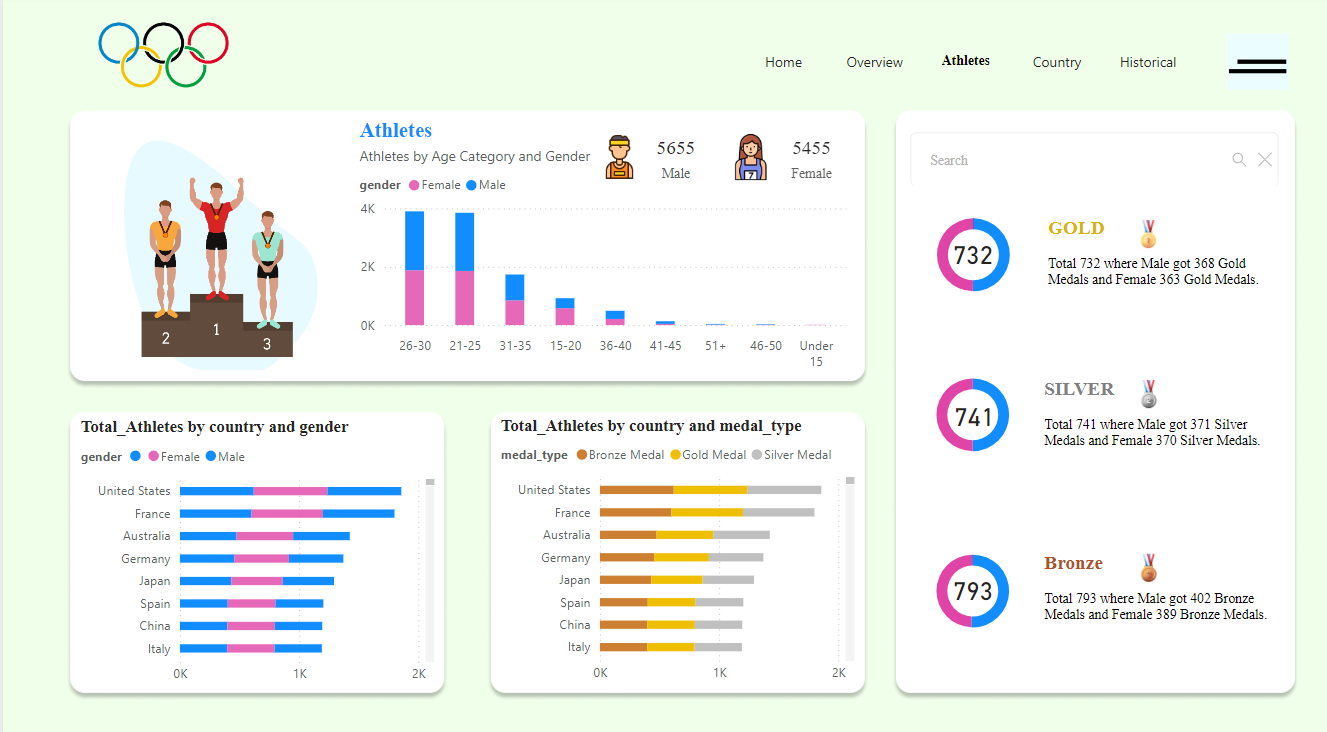 Home Overview Athletes Country Historical
Athletes
Athletes by Age Category and Gender
gender Female Male
5655
Male
5455
Female
7
4K
2K
0K
26-30 21-25 31-35 15-20 36-40 41-45 51+ 46-50 Under
15
2 1 3
Search
732
GOLD
Total 732 where Male got 368 Gold
Medals and Female 363 Gold Medals.
741
SILVER
2
Total 741 where Male got 371 Silver
Medals and Female 370 Silver Medals.
793
Bronze
Total 793 where Male got 402 Bronze
Medals and Female 389 Bronze Medals.
Total_Athletes by country and gender
gender Female Male
United States
France
Australia
Germany
Japan
Spain
China
Italy
0K 1K 2K
Total_Athletes by country and medal_type
medal_type Bronze Medal Gold Medal Silver Medal
United States
France
Australia
Germany
Japan
Spain
China
Italy
0K 1K 2K